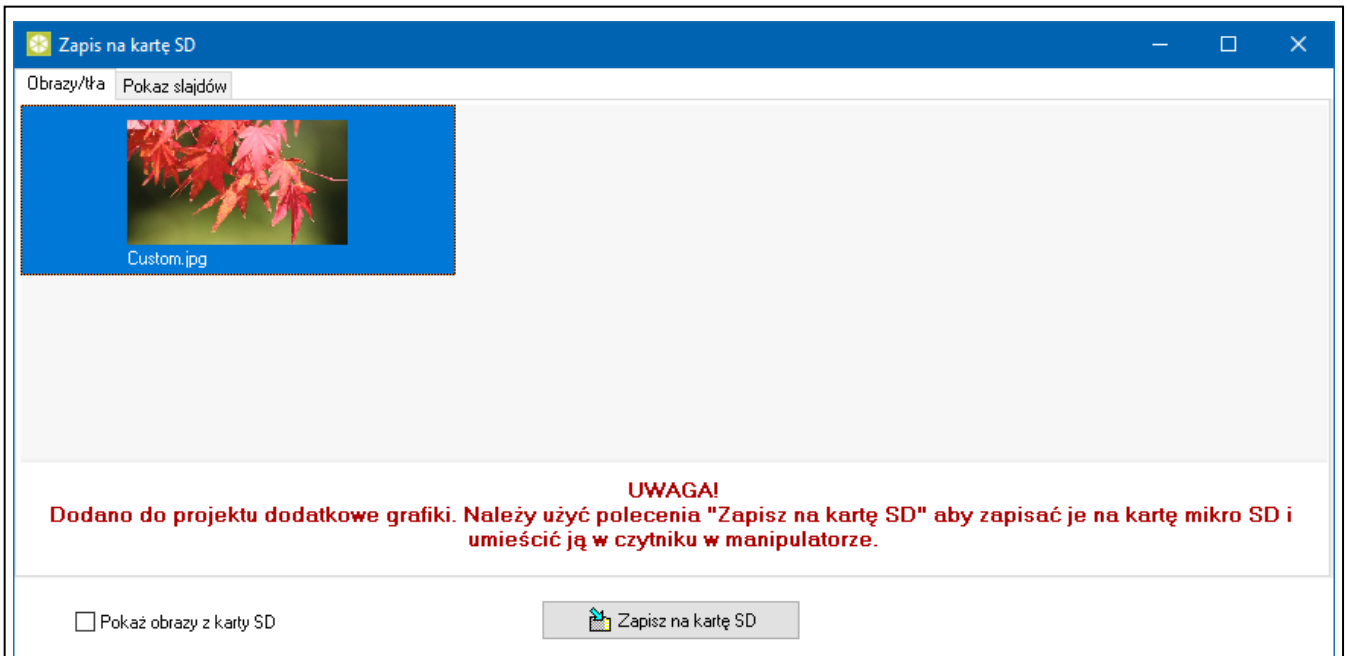 Zapis na kartę SD
Obrazy/tła Pokaz slajdów
Custom.jpg
UWAGA!
Dodano do projektu dodatkowe grafiki. Należy użyć polecenia "Zapisz na kartę SD" aby zapisać je na kartę mikro SD i
umieścić ją w czytniku w manipulatorze.
Pokaż obrazy z karty SD Zapisz na kartę SD